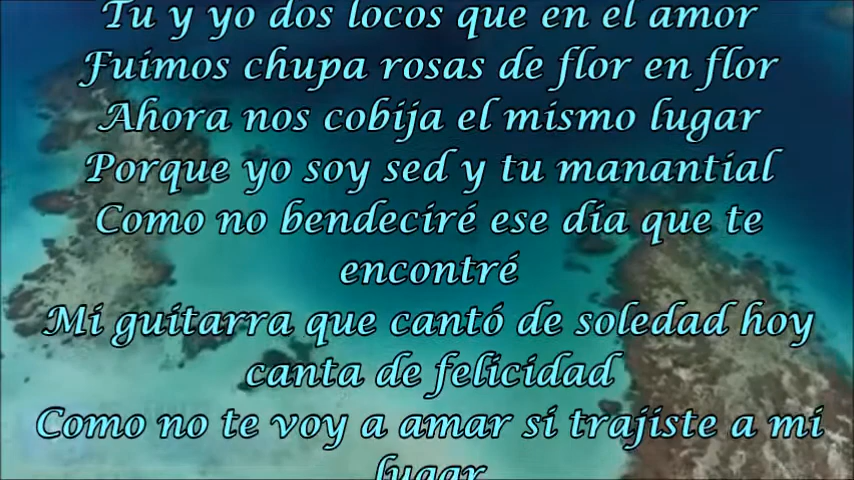 Tu y yo dos locos que en el amor
Fuimos chupa rosas de flor en flor
Ahora nos cobija el mismo lugar
Porque yo soy sed y tu manantial
Como no bendeciré ese día que te
encontré
Mi guitarra que cantó de soledad hoy
canta de felicidad
Como no te voy a amar si trajiste a mi
lugar